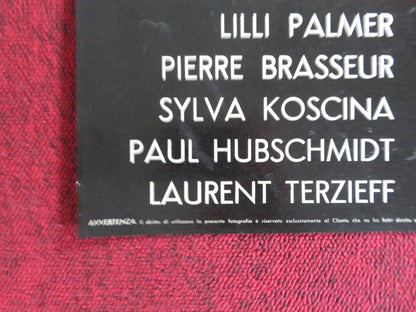 LILLI PALMER
PIERRE BRASSEUR
SYLVA KOSCINA
PAUL HUBSCHMIDT
LAURENT TERZIEFF
AVVERTENZA. Il diritto di utilizzare la presente fotografia è riservato esclusivamente al Cliente che ne ha fatto diretta